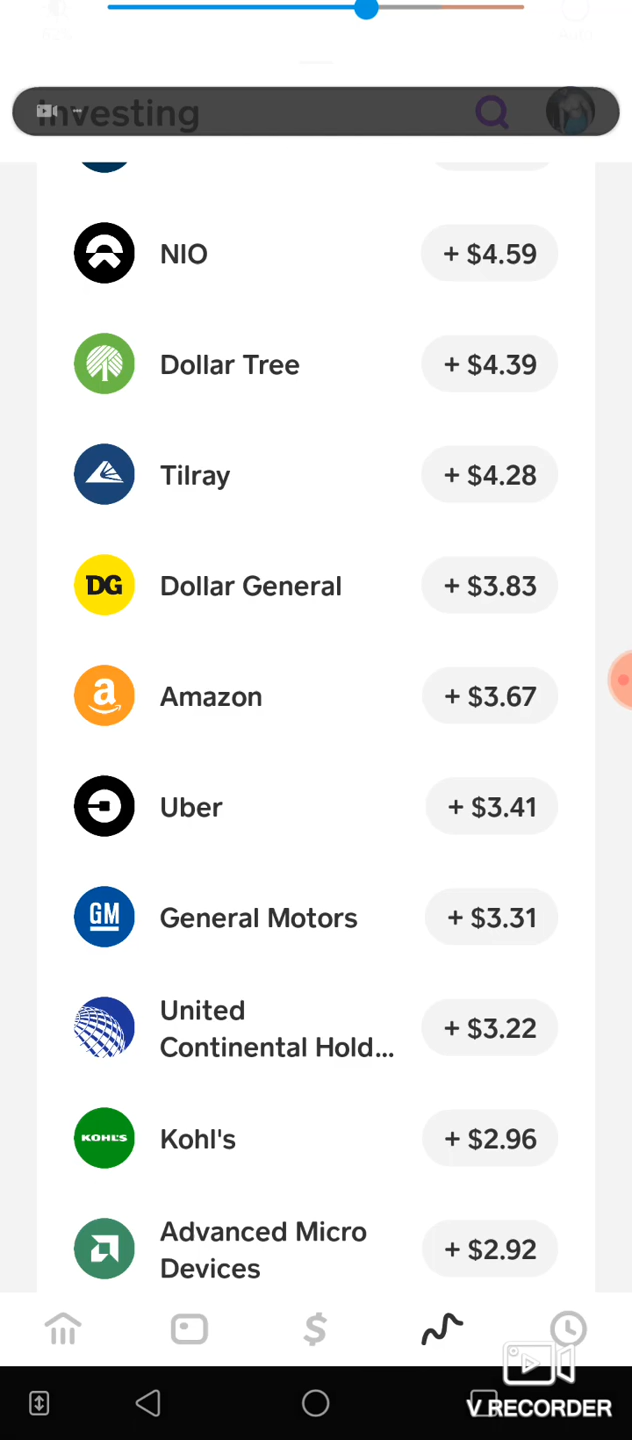 Investing
NIO
+ $4.59
Dollar Tree
+ $4.39
Tilray
+ $4.28
DG
Dollar General
+ $3.83
a
Amazon
+ $3.67
Uber
+ $3.41
GM
General Motors
+ $3.31
United
Continental Hold...
+ $3.22
KOHL'S
Kohl's
+ $2.96
Advanced Micro
Devices
+ $2.92
$
V RECORDER